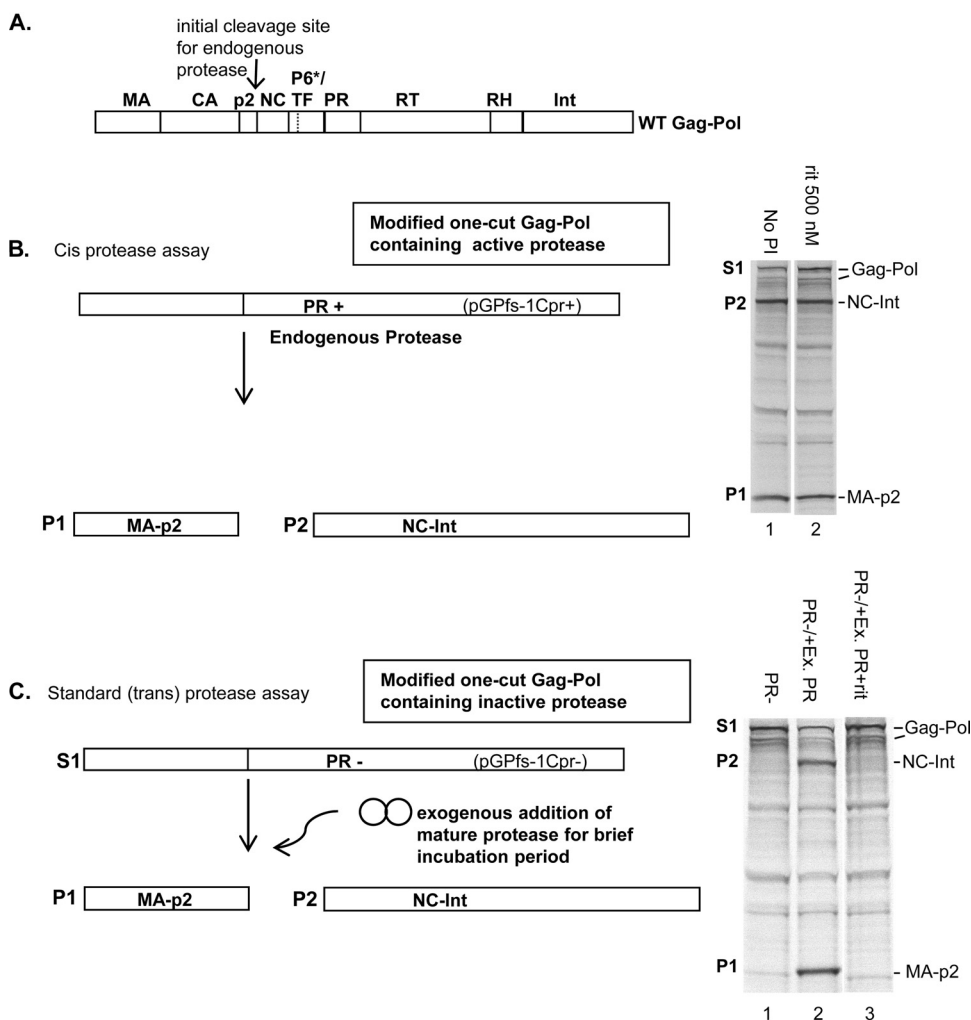 A.
initial cleavage site
for endogenous
protease
P6*/
MA CA p2 NC TF PR RT RH Int
WT Gag-Pol
B. Cis protease assay
Modified one-cut Gag-Pol
containing active protease
PR + (pGPfs-1Cpr+)
Endogenous Protease
P1 MA-p2 P2 NC-Int
No PI
rit 500 nM
S1 Gag-Pol
P2 NC-Int
P1 MA-p2
1 2
C. Standard (trans) protease assay
Modified one-cut Gag-Pol
containing inactive protease
S1 PR - (pGPfs-1Cpr-)
exogenous addition of
mature protease for brief
incubation period
P1 MA-p2 P2 NC-Int
PR-
PR-/+Ex. PR
PR-/+Ex. PR+rit
S1 Gag-Pol
P2 NC-Int
P1 MA-p2
1 2 3